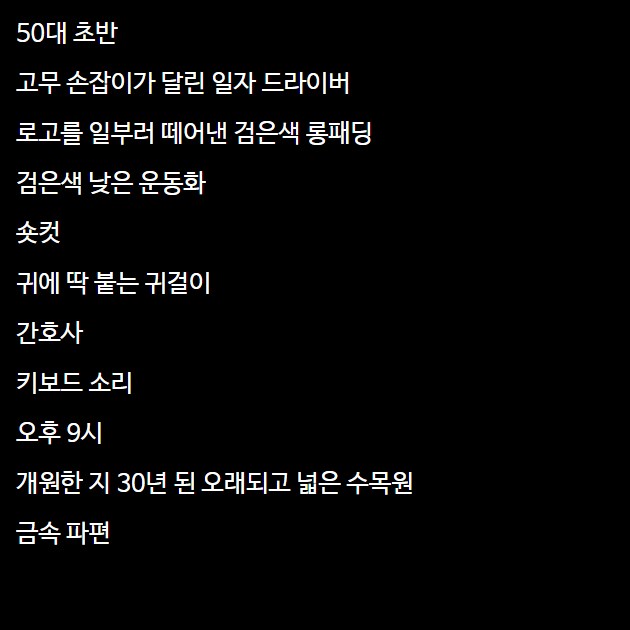 50대 초반
고무 손잡이가 달린 일자 드라이버
로고를 일부러 떼어낸 검은색 롱패딩
검은색 낮은 운동화
숏컷
귀에 딱 붙는 귀걸이
간호사
키보드 소리
오후 9시
개원한 지 30년 된 오래되고 넓은 수목원
금속 파편